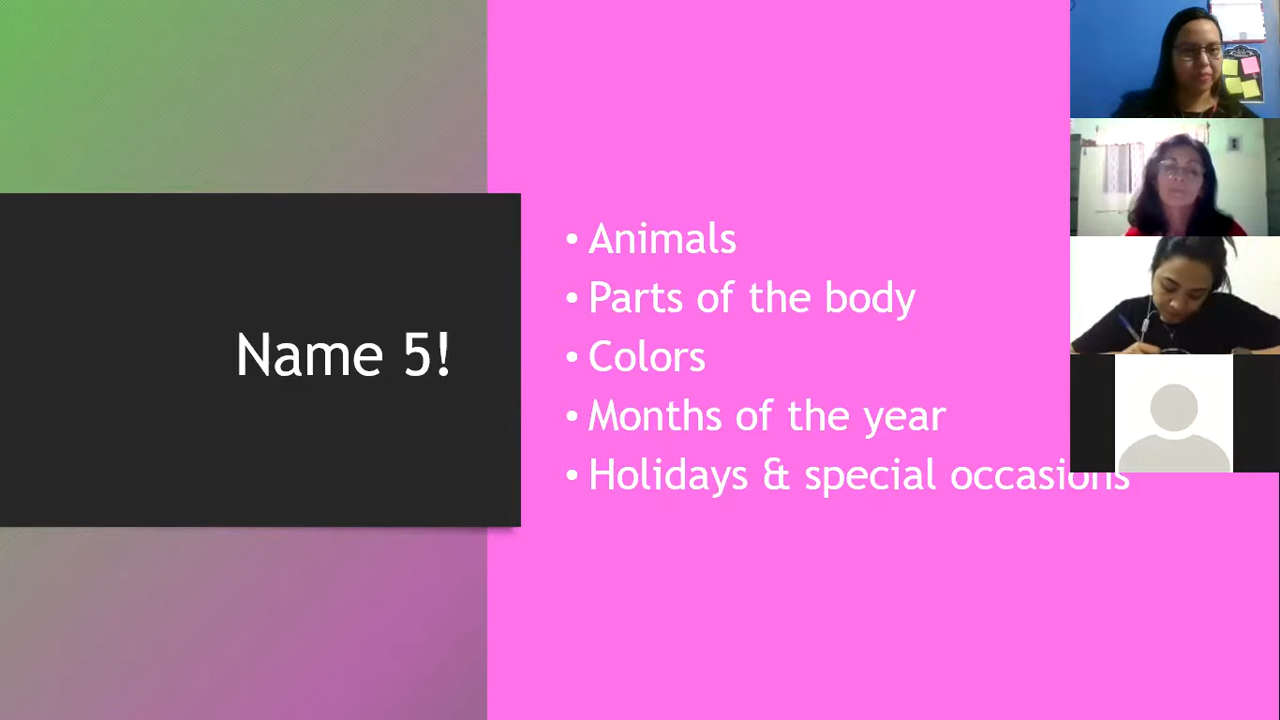 Name 5!
• Animals
• Parts of the body
• Colors
• Months of the year
• Holidays & special occasions